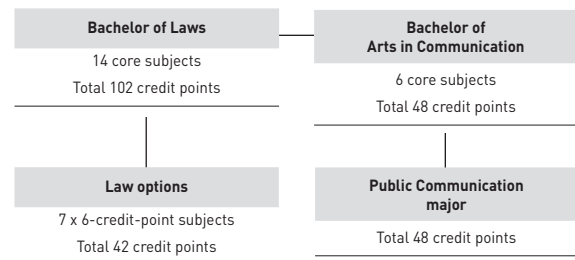 Bachelor of Laws
14 core subjects
Total 102 credit points
Bachelor of
Arts in Communication
6 core subjects
Total 48 credit points
Law options
7 x 6-credit-point subjects
Total 42 credit points
Public Communication
major
Total 48 credit points